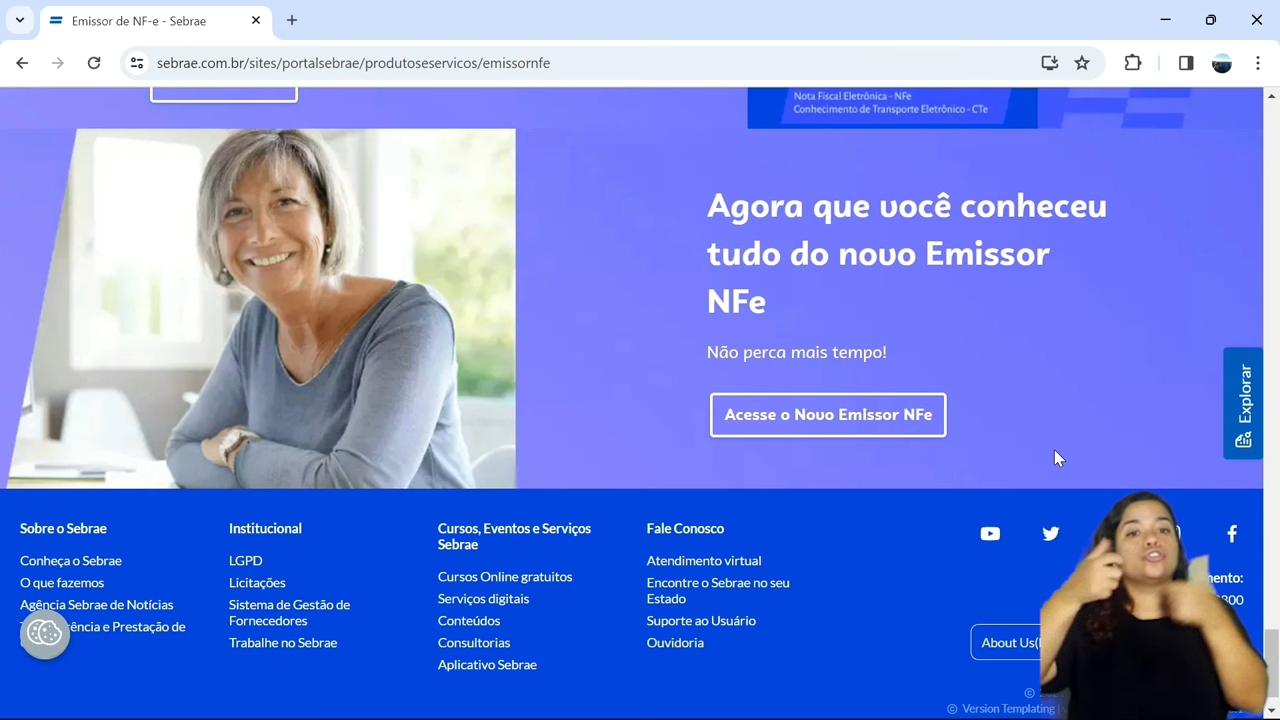 Emissor de NF-e - Sebrae
sebrae.com.br/sites/portalsebrae/produtoseservicos/emissornfe
Nota Fiscal Eletrônica - NFe
Conhecimento de Transporte Eletrônico - CTe
Agora que você conheceu
tudo do novo Emissor
NFe
Não perca mais tempo!
Acesse o Novo Emissor NFe
Explorar
Sobre o Sebrae
Conheça o Sebrae
O que fazemos
Agência Sebrae de Notícias
ência e Prestação de
Institucional
LGPD
Licitações
Sistema de Gestão de
Fornecedores
Trabalhe no Sebrae
Cursos, Eventos e Serviços
Sebrae
Cursos Online gratuitos
Serviços digitais
Conteúdos
Consultorias
Aplicativo Sebrae
Fale Conosco
Atendimento virtual
Encontre o Sebrae no seu
Estado
Suporte ao Usuário
Ouvidoria
About Us(
© Version Templating